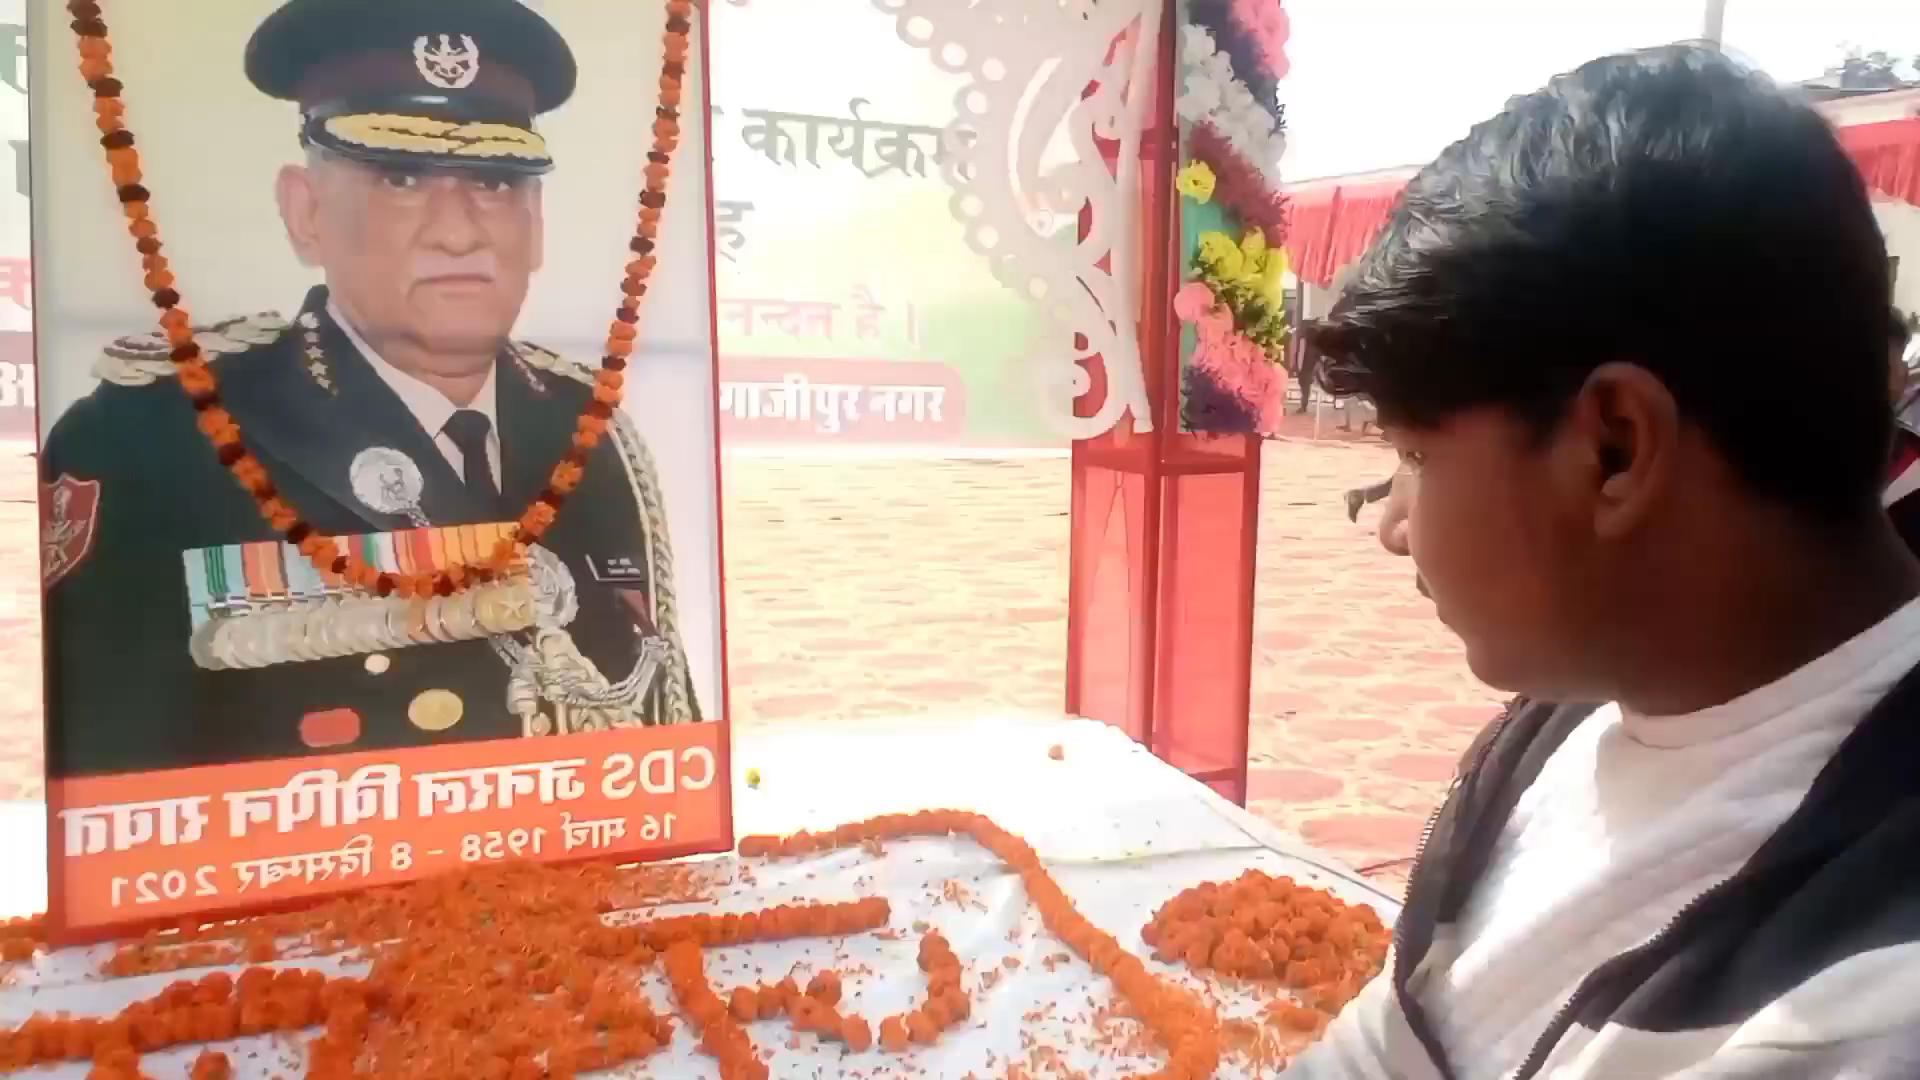 कार्यक्रम
नन्दन है ।
गाजीपुर नगर
CDS जनरल विपिन रावत
16 मार्च 1958 - 8 दिसम्बर 2021